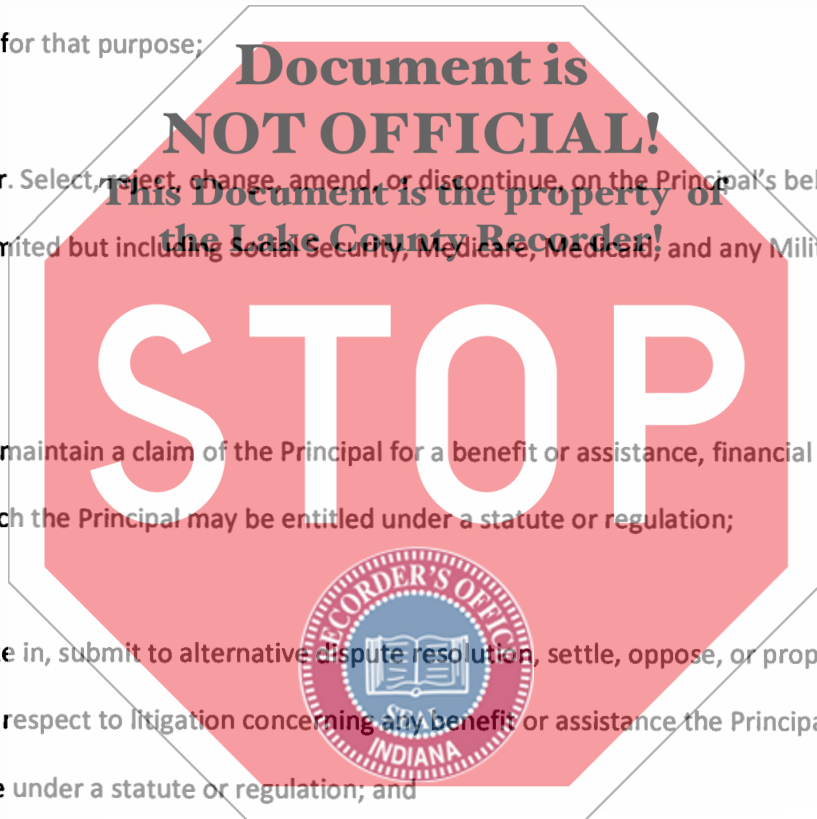 for that purpose;
Document is
NOT OFFICIAL!
r. Select, reject, change, amend, or discontinue, on the Principal's bel
This Document is the property of
the Lake County Recorder!
mited but including Social Security, Medicare, Medicaid, and any Milit
STOP
maintain a claim of the Principal for a benefit or assistance, financial
ch the Principal may be entitled under a statute or regulation;
RECORDER'S OFFICE
e in, submit to alternative dispute resolution, settle, oppose, or prop
SEAL
respect to litigation concerning any benefit or assistance the Principa
INDIANA
e under a statute or regulation; and